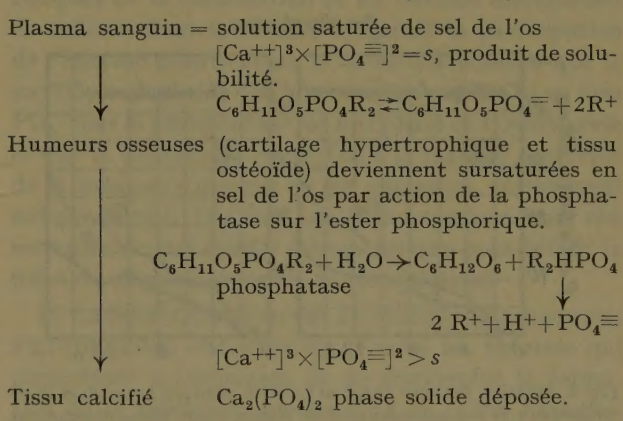 Plasma sanguin = solution saturée de sel de l'os
[Ca⁺⁺]³×[PO₄≡]²=s, produit de solu-
bilité.
C₆H₁₁O₅PO₄R₂⇄C₆H₁₁O₅PO₄⁼+2R⁺
Humeurs osseuses (cartilage hypertrophique et tissu
ostéoïde) deviennent sursaturées en
sel de l'os par action de la phospha-
tase sur l'ester phosphorique.
C₆H₁₁O₅PO₄R₂+H₂O→C₆H₁₂O₆+R₂HPO₄
phosphatase
↓
2 R⁺+H⁺+PO₄≡
[Ca⁺⁺]³×[PO₄≡]²>s
Tissu calcifié Ca₂(PO₄)₂ phase solide déposée.